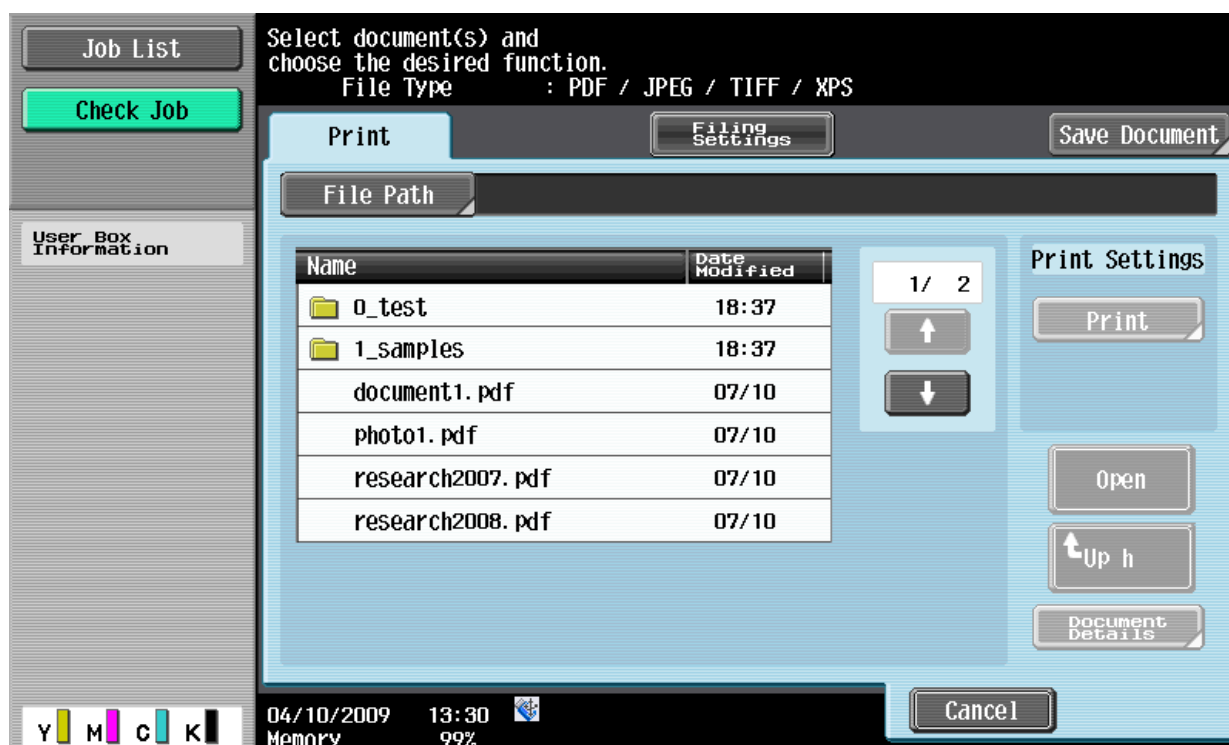 Job List
Check Job
User Box
Information
Select document(s) and
choose the desired function.
File Type : PDF / JPEG / TIFF / XPS
Print
Filing
Settings
Save Document
File Path
Name Date
Modified
0_test 18:37
1_samples 18:37
document1.pdf 07/10
photo1.pdf 07/10
research2007.pdf 07/10
research2008.pdf 07/10
1/ 2
Print Settings
Print
Open
Up h
Document
Details
Y M C K
04/10/2009 13:30
Memory 99%
Cancel